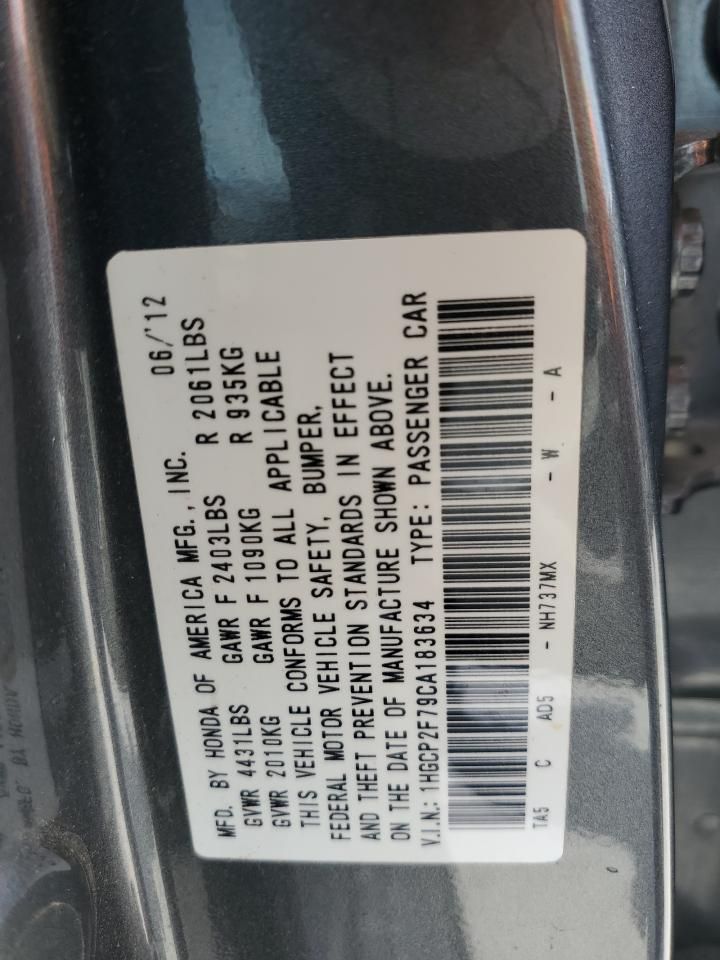 MFD. BY HONDA OF AMERICA MFG., INC. 06/'12
GVWR 4431LBS GAWR F 2403LBS R 2061LBS
GVWR 2010KG GAWR F 1090KG R 935KG
THIS VEHICLE CONFORMS TO ALL APPLICABLE
FEDERAL MOTOR VEHICLE SAFETY, BUMPER,
AND THEFT PREVENTION STANDARDS IN EFFECT
ON THE DATE OF MANUFACTURE SHOWN ABOVE.
V.I.N.: 1HGCP2F79CA183634 TYPE: PASSENGER CAR
TA5 C AD5 - NH737MX - W - A